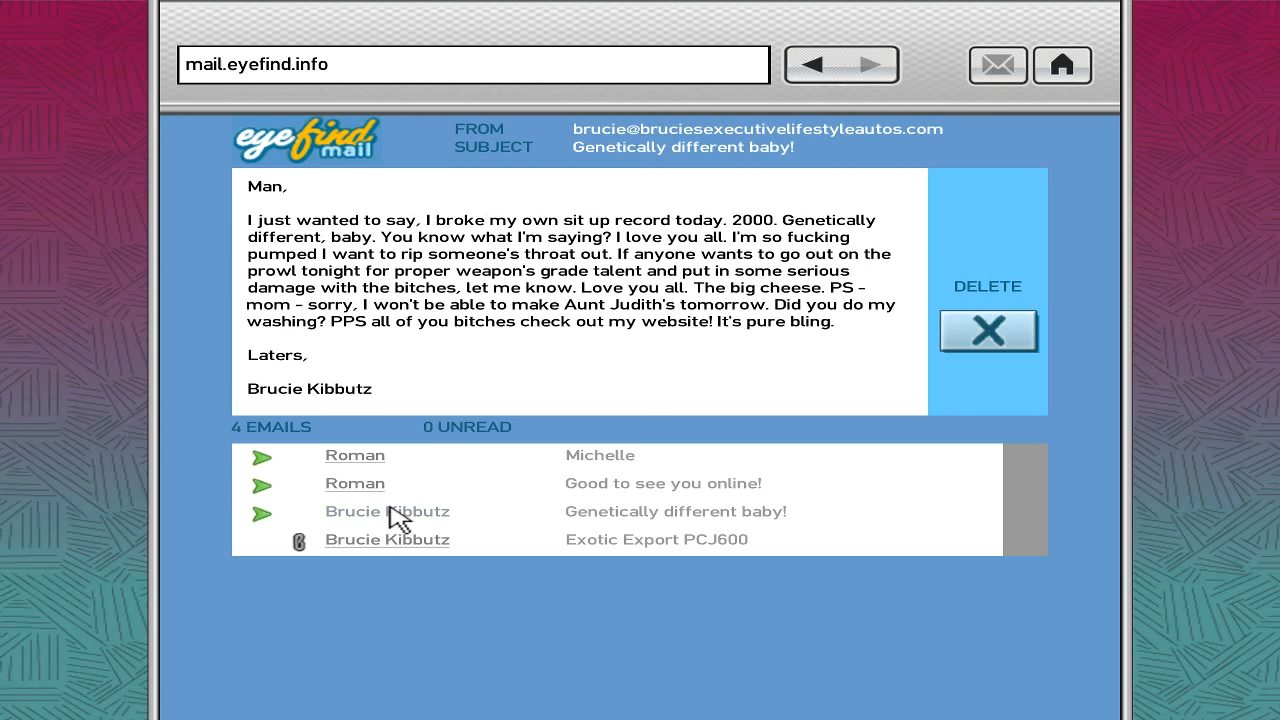 mail.eyefind.info
eyefind mail
FROM brucie@bruciesexecutivelifestyleautos.com
SUBJECT Genetically different baby!
Man,
I just wanted to say, I broke my own sit up record today. 2000. Genetically
different, baby. You know what I'm saying? I love you all. I'm so fucking
pumped I want to rip someone's throat out. If anyone wants to go out on the
prowl tonight for proper weapon's grade talent and put in some serious
damage with the bitches, let me know. Love you all. The big cheese. PS -
mom - sorry, I won't be able to make Aunt Judith's tomorrow. Did you do my
washing? PPS all of you bitches check out my website! It's pure bling.
Laters,
Brucie Kibbutz
DELETE
4 EMAILS 0 UNREAD
Roman Michelle
Roman Good to see you online!
Brucie Kibbutz Genetically different baby!
Brucie Kibbutz Exotic Export PCJ600